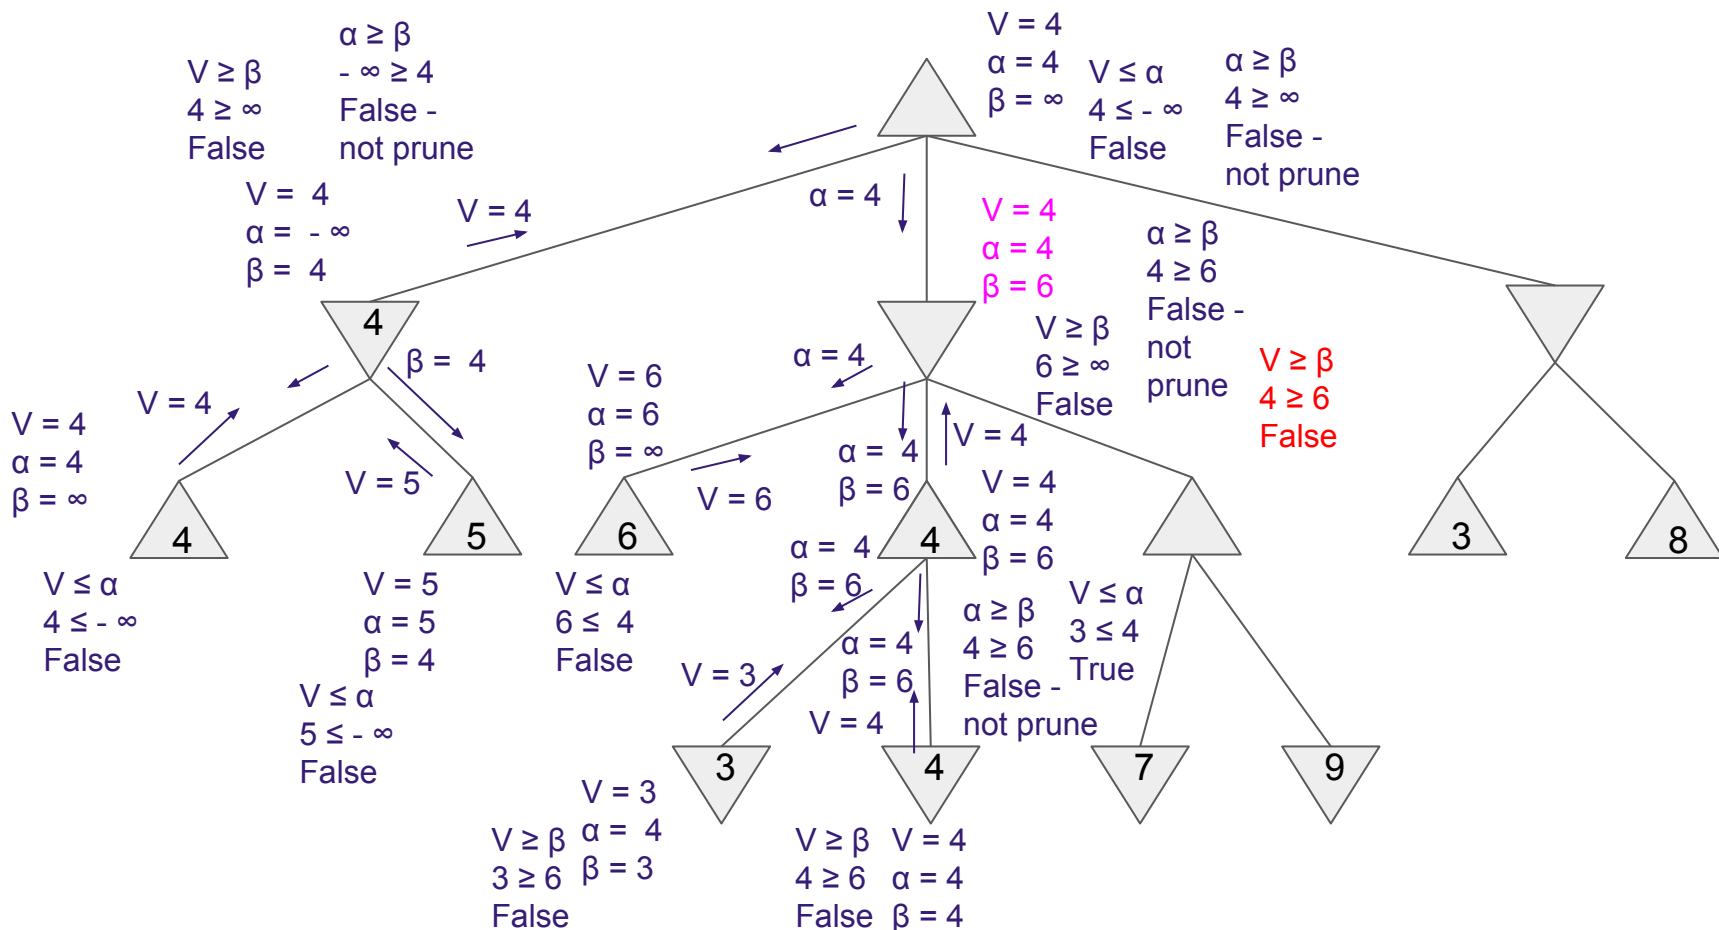 V ≥ β
4 ≥ ∞
False
α ≥ β
- ∞ ≥ 4
False -
not prune
V = 4
α = 4
β = ∞
V ≤ α
4 ≤ - ∞
False
α ≥ β
4 ≥ ∞
False -
not prune
V = 4
α = - ∞
β = 4
V = 4
α = 4
V = 4
α = 4
β = 6
α ≥ β
4 ≥ 6
False -
not
prune
4
β = 4
V = 4
V = 4
α = 4
β = ∞
V = 5
V = 6
α = 6
β = ∞
α = 4
V ≥ β
6 ≥ ∞
False
V ≥ β
4 ≥ 6
False
V = 6
α = 4
β = 6
V = 4
V = 4
α = 4
β = 6
4
5
6
4
3
8
V ≤ α
4 ≤ - ∞
False
V = 5
α = 5
β = 4
V ≤ α
5 ≤ - ∞
False
V ≤ α
6 ≤ 4
False
α = 4
β = 6
V = 3
α = 4
β = 6
V = 4
α ≥ β
4 ≥ 6
False -
not prune
V ≤ α
3 ≤ 4
True
3
4
7
9
V ≥ β
3 ≥ 6
False
V = 3
α = 4
β = 3
V ≥ β
4 ≥ 6
False
V = 4
α = 4
β = 4